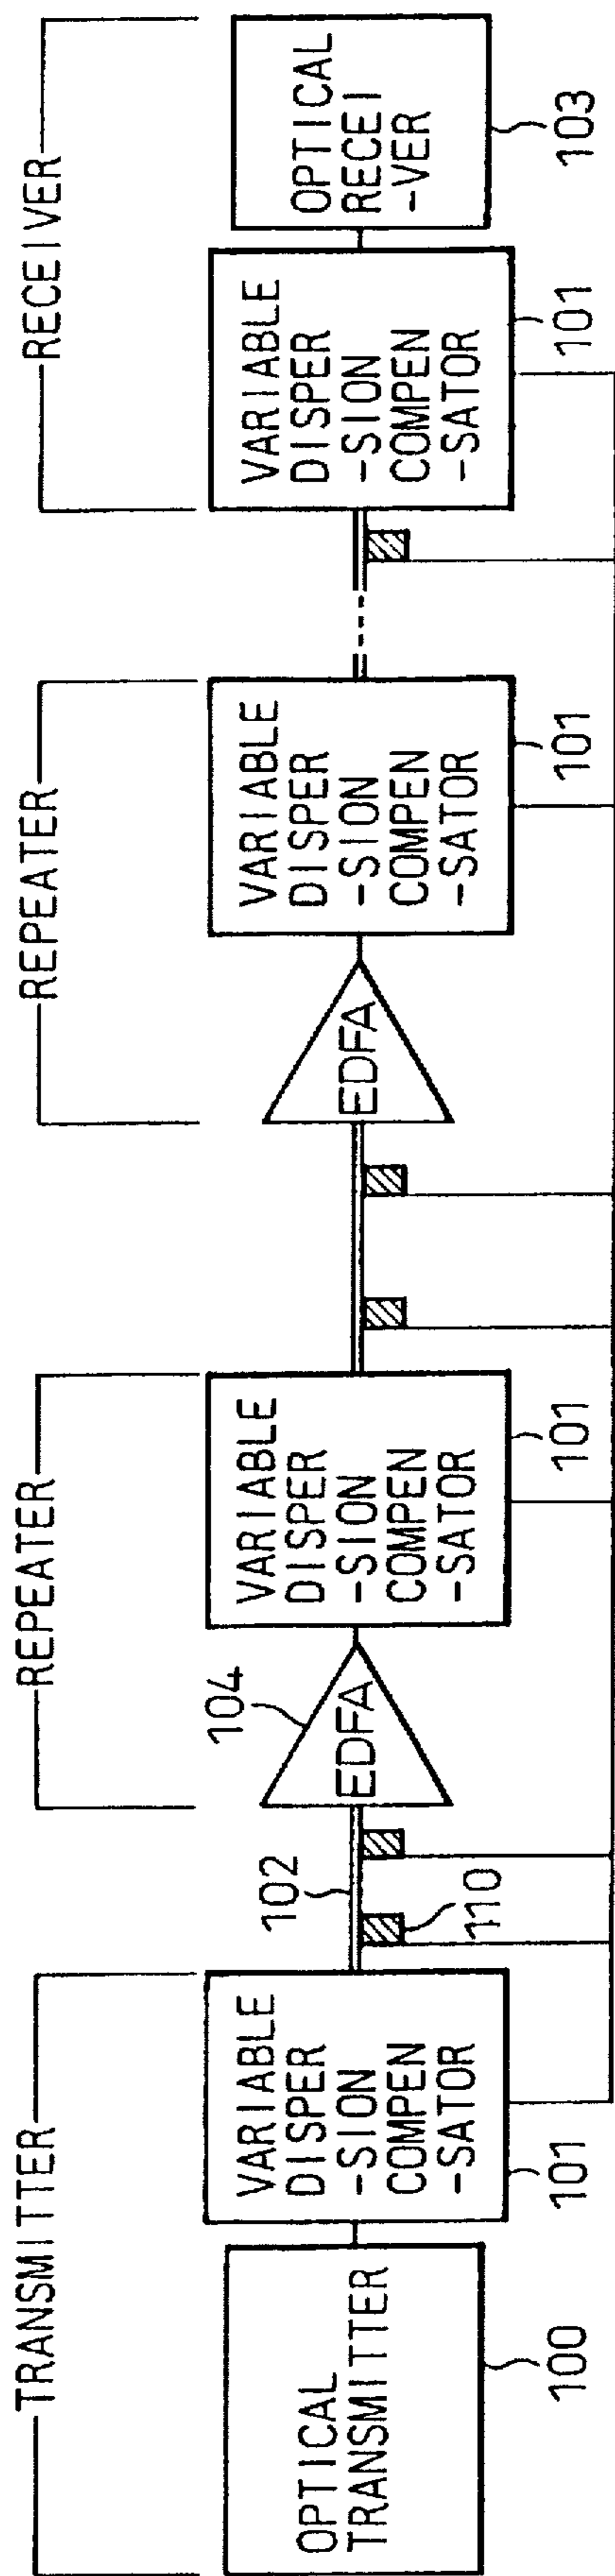 TRANSMITTER
REPEATER
REPEATER
RECEIVER
OPTICAL
TRANSMITTER
100
VARIABLE
DISPER
-SION
COMPEN
-SATOR
101
102
110
EDFA
104
VARIABLE
DISPER
-SION
COMPEN
-SATOR
101
EDFA
VARIABLE
DISPER
-SION
COMPEN
-SATOR
101
VARIABLE
DISPER
-SION
COMPEN
-SATOR
101
OPTICAL
RECEI
-VER
103